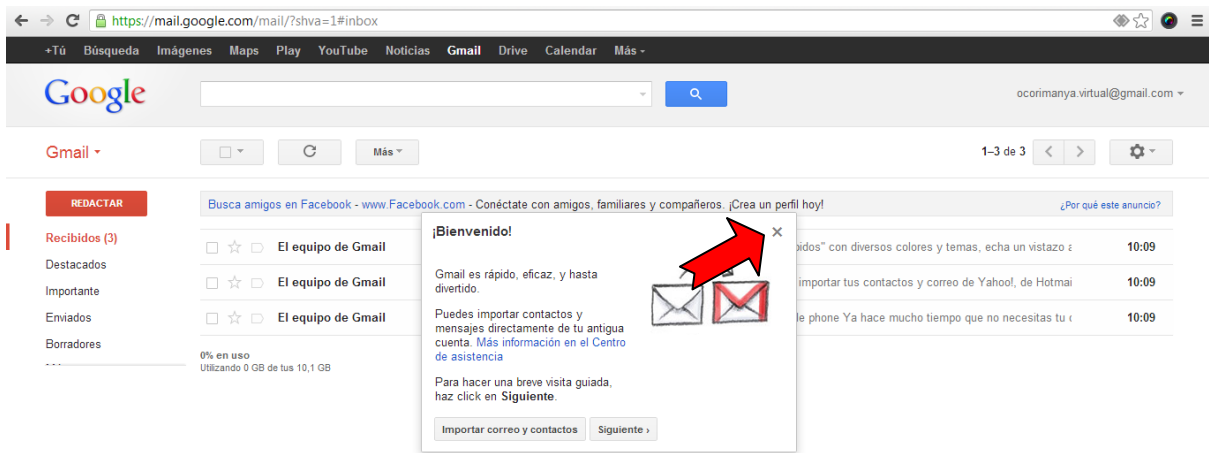 https://mail.google.com/mail/?shva=1#inbox
+Tú Búsqueda Imágenes Maps Play YouTube Noticias Gmail Drive Calendar Más
Google
ocorimanya.virtual@gmail.com
Gmail
Más
1–3 de 3
REDACTAR
Busca amigos en Facebook - www.Facebook.com - Conéctate con amigos, familiares y compañeros. ¡Crea un perfil hoy!
¿Por qué este anuncio?
Recibidos (3)
Destacados
Importante
Enviados
Borradores
El equipo de Gmail con diversos colores y temas, echa un vistazo 10:09
El equipo de Gmail importar tus contactos y correo de Yahoo!, de Hotmai 10:09
El equipo de Gmail phone Ya hace mucho tiempo que no necesitas tu 10:09
0% en uso
Utilizando 0 GB de tus 10,1 GB
¡Bienvenido!
Gmail es rápido, eficaz, y hasta
divertido.
Puedes importar contactos y
mensajes directamente de tu antigua
cuenta. Más información en el Centro
de asistencia
Para hacer una breve visita guiada,
haz click en Siguiente.
Importar correo y contactos
Siguiente ›